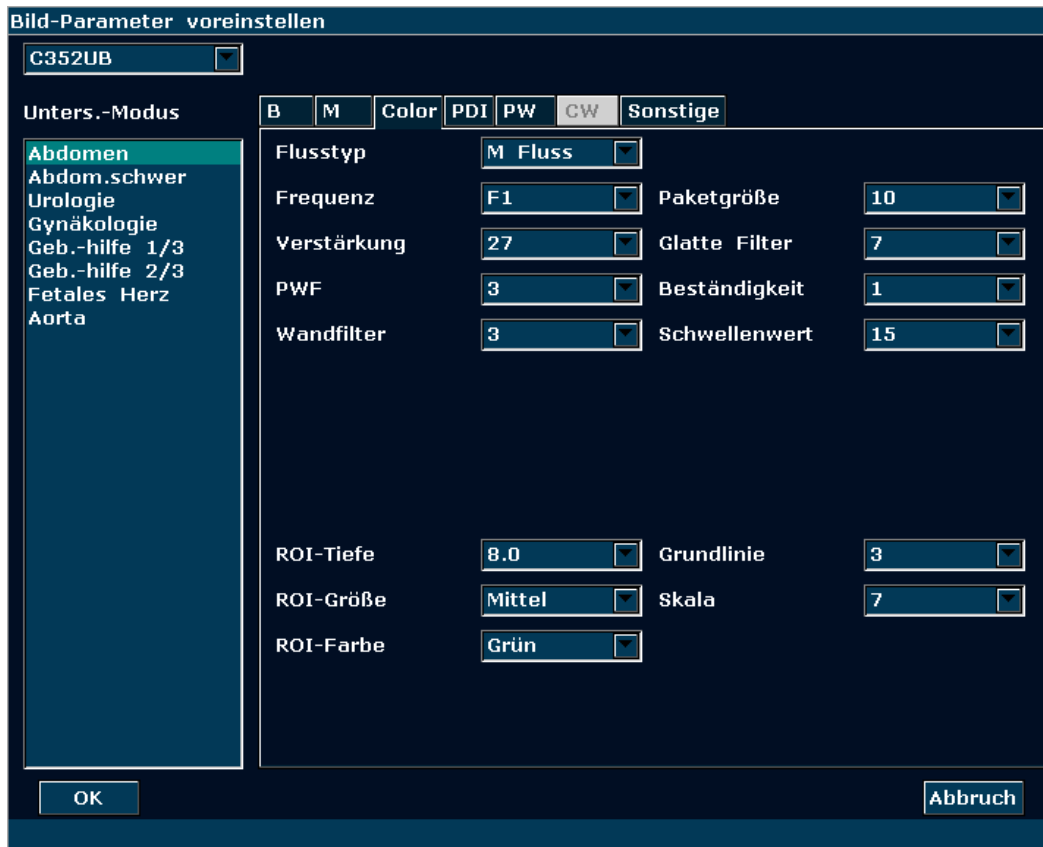 Bild-Parameter voreinstellen
C352UB
Unters.-Modus
B M Color PDI PW CW Sonstige
Abdomen
Abdom.schwer
Urologie
Gynäkologie
Geb.-hilfe 1/3
Geb.-hilfe 2/3
Fetales Herz
Aorta
Flusstyp M Fluss
Frequenz F1 Paketgröße 10
Verstärkung 27 Glatte Filter 7
PWF 3 Beständigkeit 1
Wandfilter 3 Schwellenwert 15
ROI-Tiefe 8.0 Grundlinie 3
ROI-Größe Mittel Skala 7
ROI-Farbe Grün
OK Abbruch